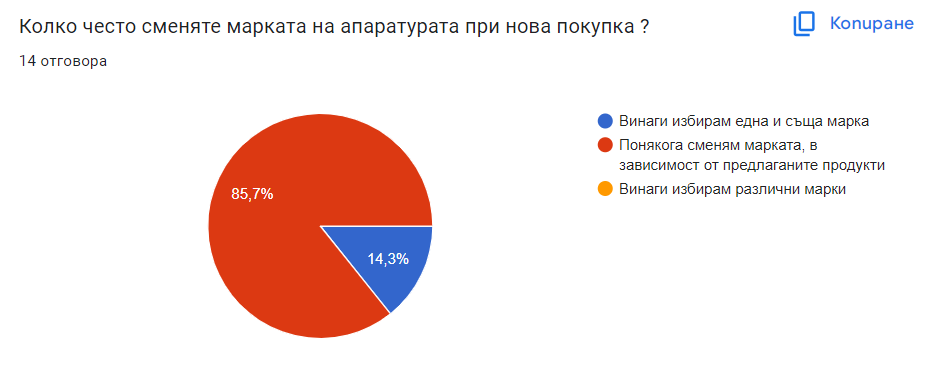 Колко често сменяте марката на апаратурата при нова покупка ?
Копиране
14 отговора
85,7%
14,3%
Винаги избирам една и съща марка
Понякога сменям марката, в
зависимост от предлаганите продукти
Винаги избирам различни марки